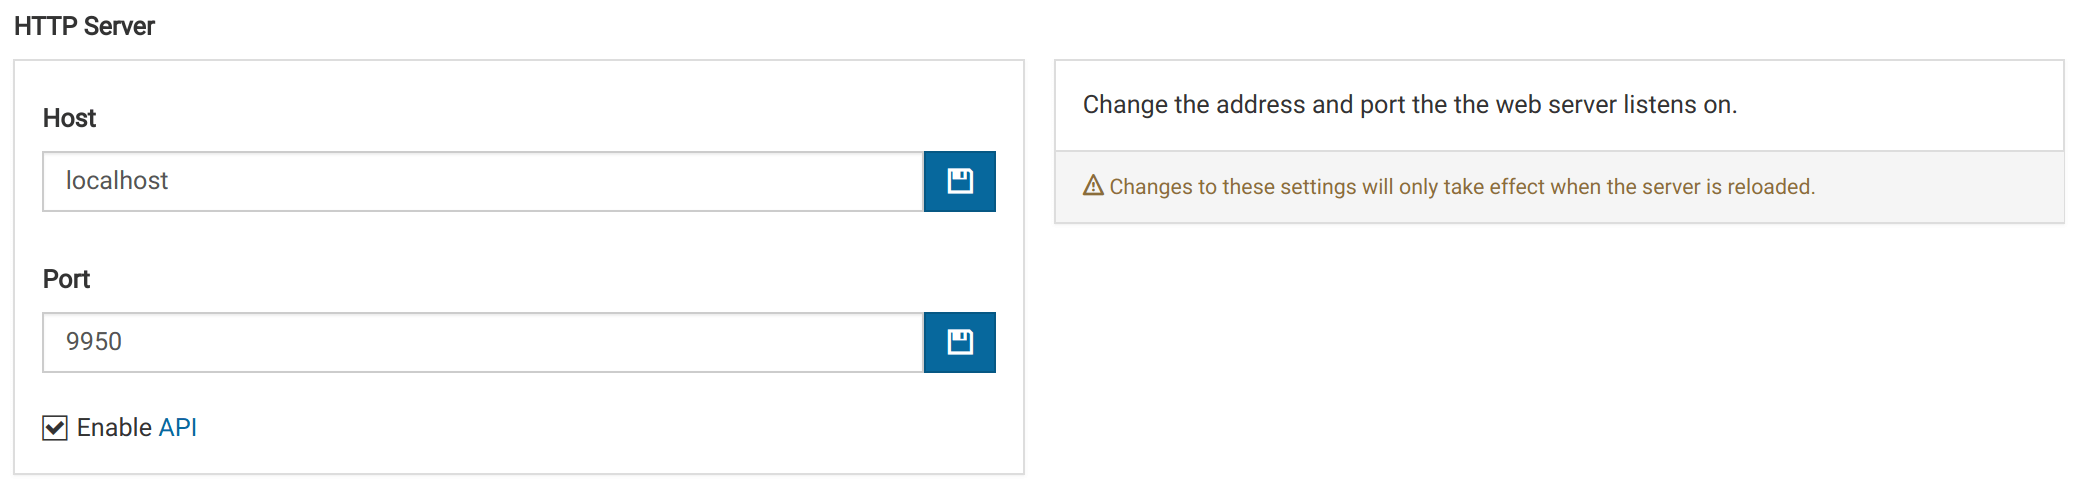 HTTP Server
Host
localhost
Port
9950
Enable API
Change the address and port the the web server listens on.
Changes to these settings will only take effect when the server is reloaded.